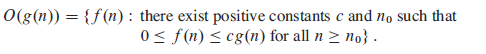 O(g(n)) = {f(n) : there exist positive constants c and n₀ such that
0 ≤ f(n) ≤ cg(n) for all n ≥ n₀} .